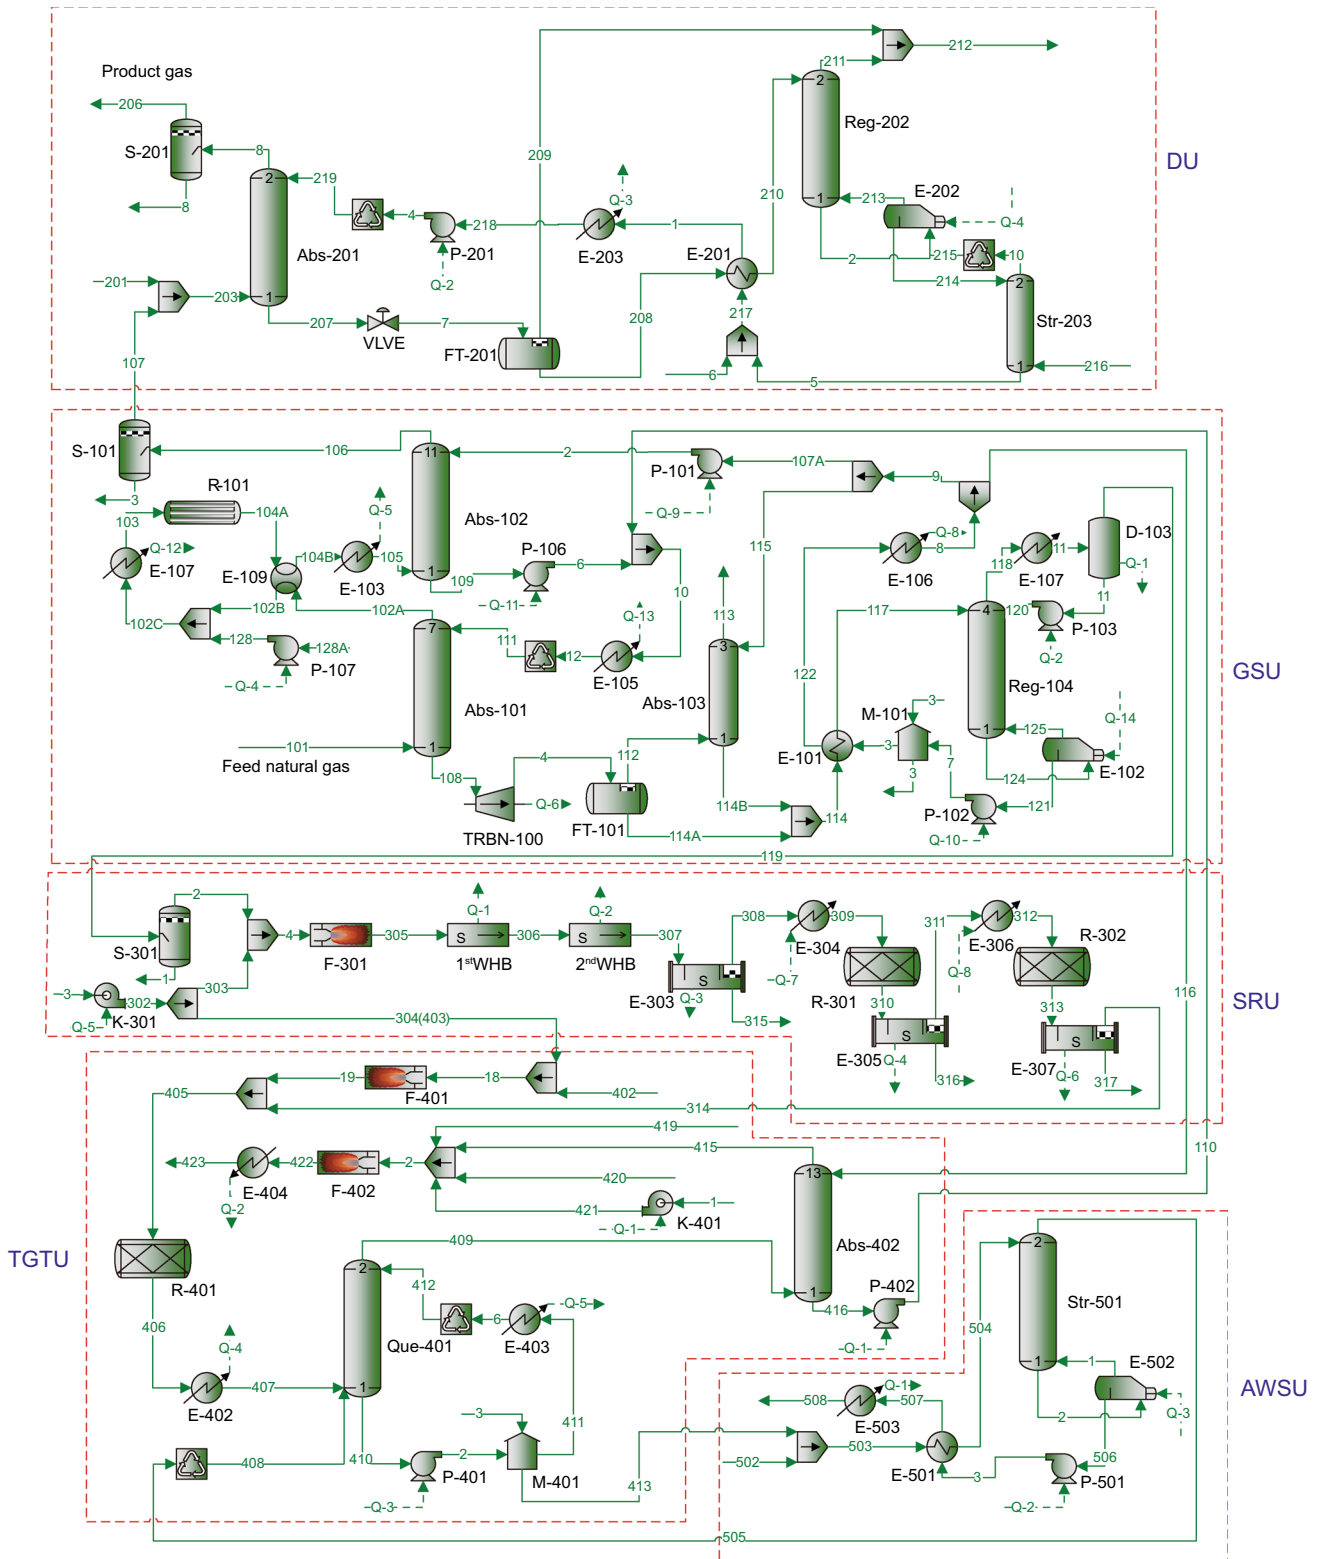 Product gas
206
S-201
8
8
2
1
Abs-201
219
4
P-201
Q-2
218
E-203
Q-3
1
E-201
217
208
209
210
211
212
2
1
Reg-202
213
E-202
Q-4
2
215
10
214
2
1
Str-203
216
5
6
201
203
207
VLVE
7
FT-201
107
DU
S-101
3
106
11
1
Abs-102
2
P-101
Q-9
107A
9
115
R-101
103
104A
Q-12
E-107
E-109
104B
E-103
Q-5
105
109
P-106
Q-11
6
10
102B
102A
102C
128
128A
P-107
Q-4
7
1
Abs-101
111
12
E-105
Q-13
101
Feed natural gas
108
TRBN-100
Q-6
4
FT-101
112
113
3
1
Abs-103
114B
114A
114
E-101
122
117
E-106
Q-8
8
118
E-107
11
D-103
Q-1
11
120
P-103
Q-2
4
1
Reg-104
M-101
3
3
3
7
P-102
Q-10
121
124
125
E-102
Q-14
119
GSU
2
S-301
1
3
302
Q-5
K-301
303
304(403)
4
F-301
305
Q-1
1stWHB
306
Q-2
2ndWHB
307
S
S
S
E-303
Q-3
315
308
E-304
Q-7
309
R-301
310
S
E-305
Q-4
316
311
E-306
Q-8
312
R-302
313
S
E-307
Q-6
317
116
SRU
19
F-401
18
402
405
314
419
415
423
E-404
Q-2
422
F-402
2
420
421
K-401
1
Q-1
13
1
Abs-402
110
R-401
406
409
2
1
Que-401
412
6
E-403
Q-5
416
P-402
Q-1
TGTU
Q-4
E-402
407
408
410
P-401
Q-3
2
3
M-401
411
413
2
1
Str-501
504
1
E-502
Q-3
2
508
E-503
Q-1
507
502
503
E-501
3
506
P-501
Q-2
505
AWSU